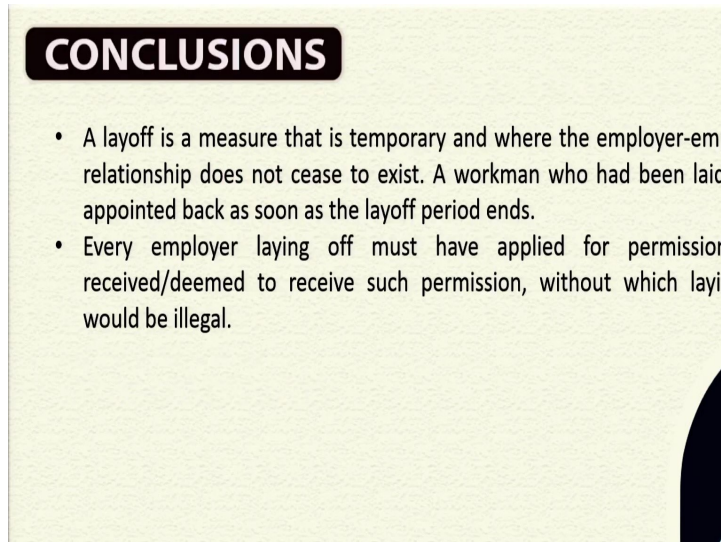 CONCLUSIONS
• A layoff is a measure that is temporary and where the employer-em
relationship does not cease to exist. A workman who had been laid
appointed back as soon as the layoff period ends.
• Every employer laying off must have applied for permission
received/deemed to receive such permission, without which layi
would be illegal.